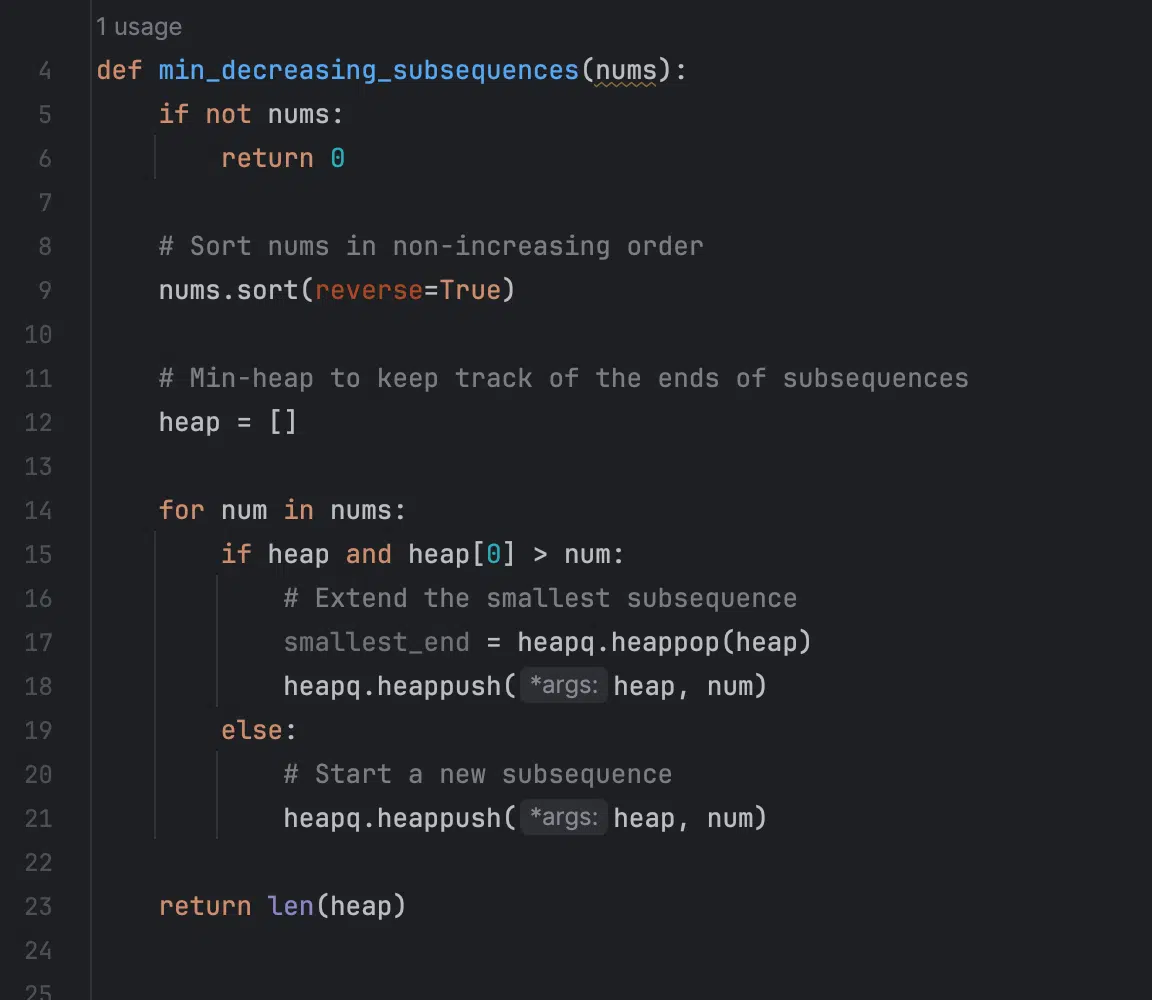 1 usage
4 def min_decreasing_subsequences(nums):
5     if not nums:
6         return 0
7
8     # Sort nums in non-increasing order
9     nums.sort(reverse=True)
10
11     # Min-heap to keep track of the ends of subsequences
12     heap = []
13
14     for num in nums:
15         if heap and heap[0] > num:
16             # Extend the smallest subsequence
17             smallest_end = heapq.heappop(heap)
18             heapq.heappush( *args: heap, num)
19         else:
20             # Start a new subsequence
21             heapq.heappush( *args: heap, num)
22
23     return len(heap)
24
25